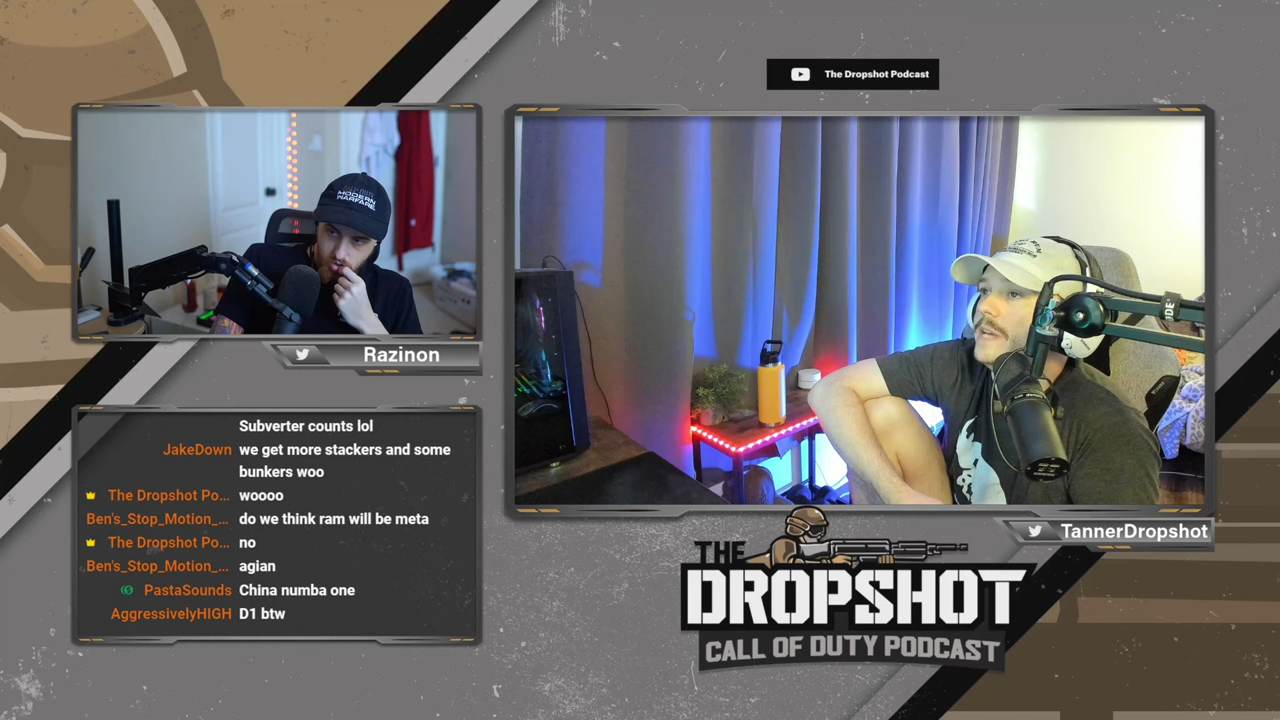 The Dropshot Podcast
MODERN
WARFARE
Razinon
Subverter counts lol
JakeDown we get more stackers and some
bunkers woo
The Dropshot Po... woooo
Ben's_Stop_Motion_... do we think ram will be meta
The Dropshot Po... no
Ben's_Stop_Motion_... agian
PastaSounds China numba one
AggressivelyHIGH D1 btw
TannerDropshot
THE
DROPSHOT
CALL OF DUTY PODCAST